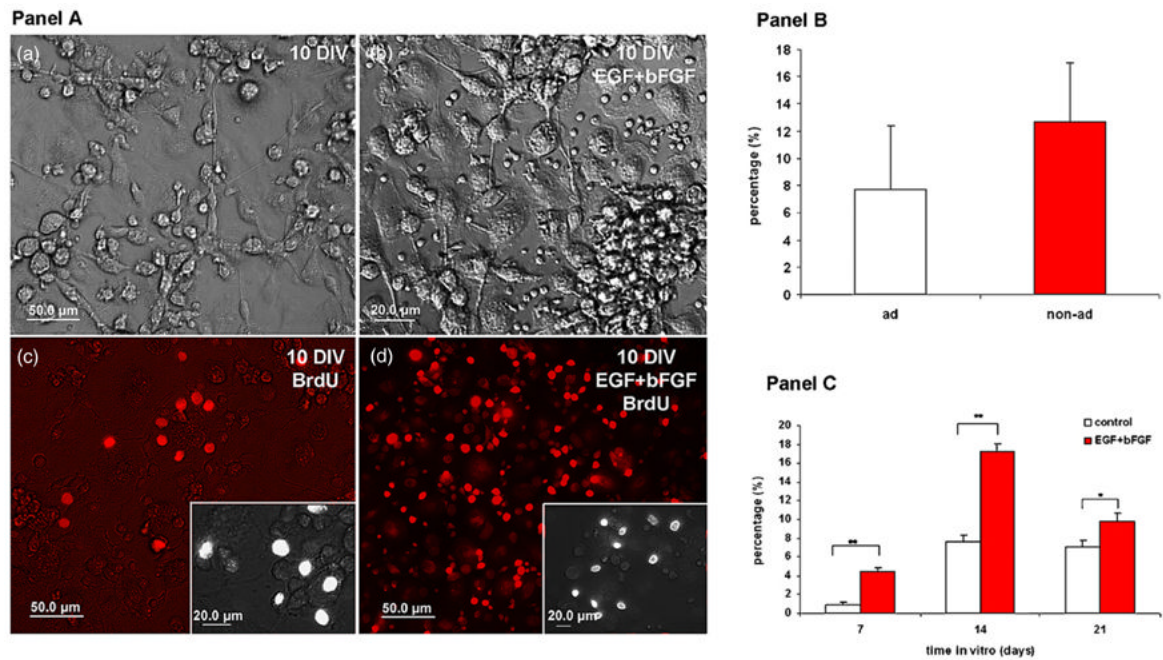 Panel A
(a)
10 DIV
50.0 µm
(b)
10 DIV
EGF+bFGF
20.0 µm
(c)
10 DIV
BrdU
50.0 µm
20.0 µm
(d)
10 DIV
EGF+bFGF
BrdU
50.0 µm
20.0 µm
Panel B
percentage (%)
18
16
14
12
10
8
6
4
2
0
ad
non-ad
Panel C
control
EGF+bFGF
percentage (%)
20
18
16
14
12
10
8
6
4
2
0
**
**
*
7
14
21
time in vitro (days)